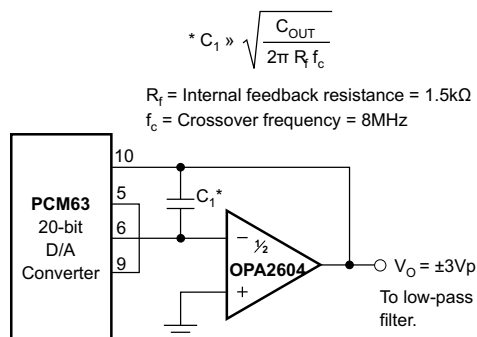 * C₁ » √ C_OUT / 2π R_f f_c
R_f = Internal feedback resistance = 1.5kΩ
f_c = Crossover frequency = 8MHz
10
PCM63
20-bit
D/A
Converter
5
6
9
C₁*
−
½
OPA2604
+
V_O = ±3Vp
To low-pass
filter.